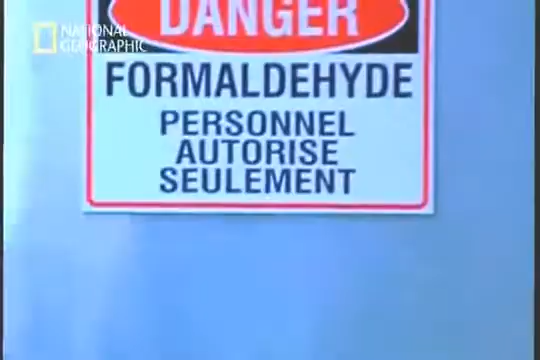 NATIONAL
GEOGRAPHIC
DANGER
FORMALDEHYDE
PERSONNEL
AUTORISE
SEULEMENT